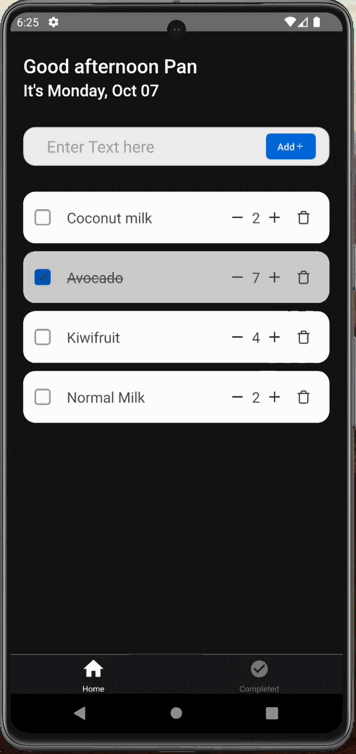 6:25
Good afternoon Pan
It's Monday, Oct 07
Enter Text here Add+
Coconut milk − 2 +
Avocado − 7 +
Kiwifruit − 4 +
Normal Milk − 2 +
Home Completed